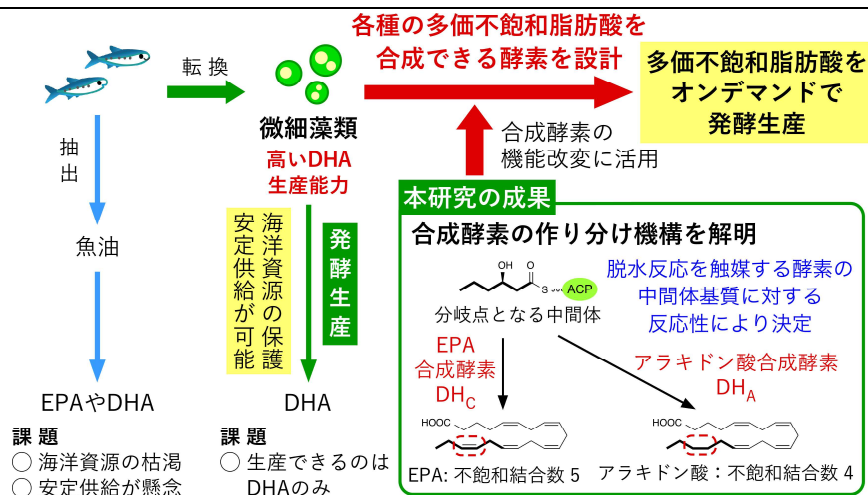 各種の多価不飽和脂肪酸を
合成できる酵素を設計
転換
多価不飽和脂肪酸を
オンデマンドで
発酵生産
抽出
微細藻類
高いDHA
生産能力
合成酵素の
機能改変に活用
魚油
海洋資源の保護
安定供給が可能
発酵生産
本研究の成果
合成酵素の作り分け機構を解明
OH O
S ACP
分岐点となる中間体
脱水反応を触媒する酵素の
中間体基質に対する
反応性により決定
EPA
合成酵素
DHC
アラキドン酸合成酵素
DHA
EPAやDHA
DHA
HOOC
HOOC
EPA: 不飽和結合数 5
アラキドン酸：不飽和結合数 4
課題
○ 海洋資源の枯渇
○ 安定供給が懸念
課題
○ 生産できるのは
DHAのみ